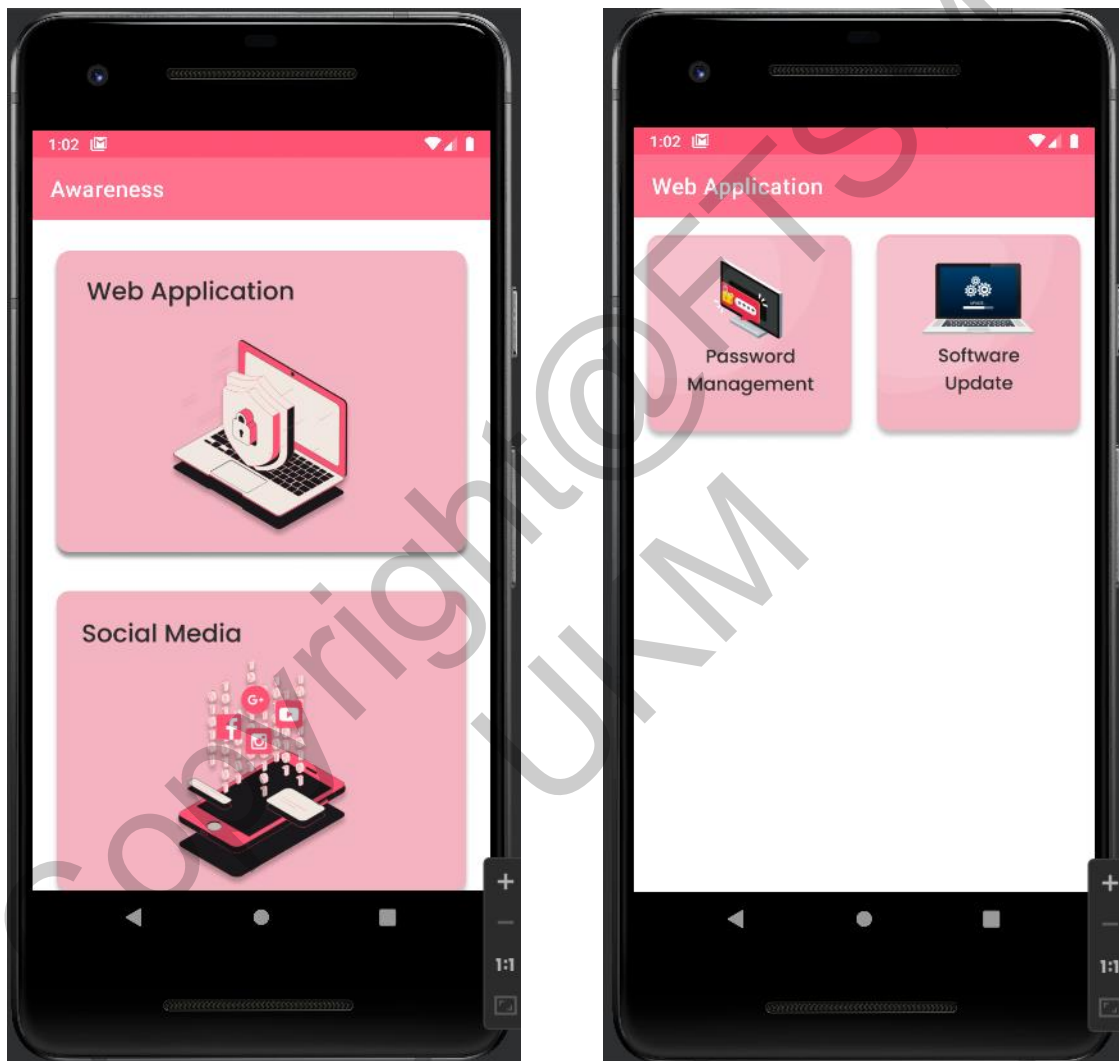 1:02
Awareness
Web Application
Social Media
G+
f
1:1
1:02
Web Application
Password
Management
Software
Update
1:1
Copyright@FTSM
UKM